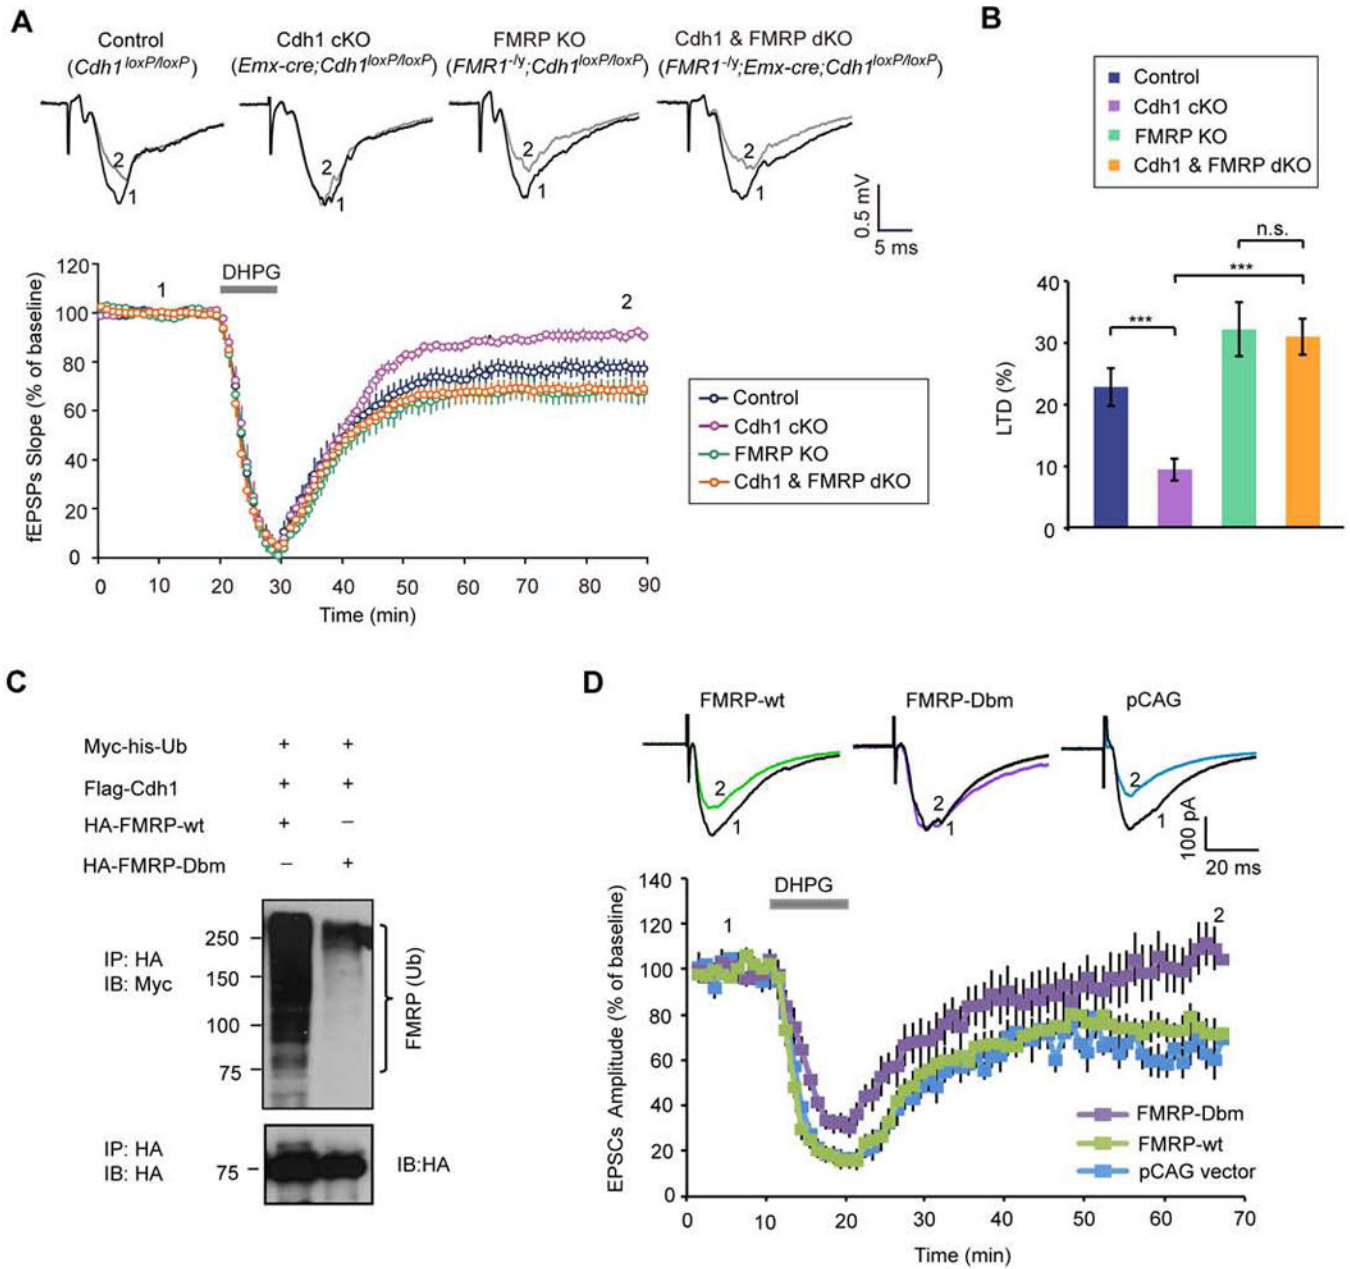 A
Control
(Cdh1loxP/loxP)
Cdh1 cKO
(Emx-cre;Cdh1loxP/loxP)
FMRP KO
(FMR1-/y;Cdh1loxP/loxP)
Cdh1 & FMRP dKO
(FMR1-/y;Emx-cre;Cdh1loxP/loxP)
2
1
2
1
2
1
2
1
0.5 mV
5 ms
fEPSPs Slope (% of baseline)
120
100
80
60
40
20
0
DHPG
1
2
0 10 20 30 40 50 60 70 80 90
Time (min)
Control
Cdh1 cKO
FMRP KO
Cdh1 & FMRP dKO
B
Control
Cdh1 cKO
FMRP KO
Cdh1 & FMRP dKO
n.s.
***
***
LTD (%)
40
30
20
10
0
C
Myc-his-Ub + +
Flag-Cdh1 + +
HA-FMRP-wt + –
HA-FMRP-Dbm – +
IP: HA
IB: Myc
250
150
100
75
FMRP (Ub)
IP: HA
IB: HA
75
IB:HA
D
FMRP-wt
FMRP-Dbm
pCAG
2
1
2
1
2
1
100 pA
20 ms
EPSCs Amplitude (% of baseline)
140
120
100
80
60
40
20
0
DHPG
1
2
FMRP-Dbm
FMRP-wt
pCAG vector
0 10 20 30 40 50 60 70
Time (min)